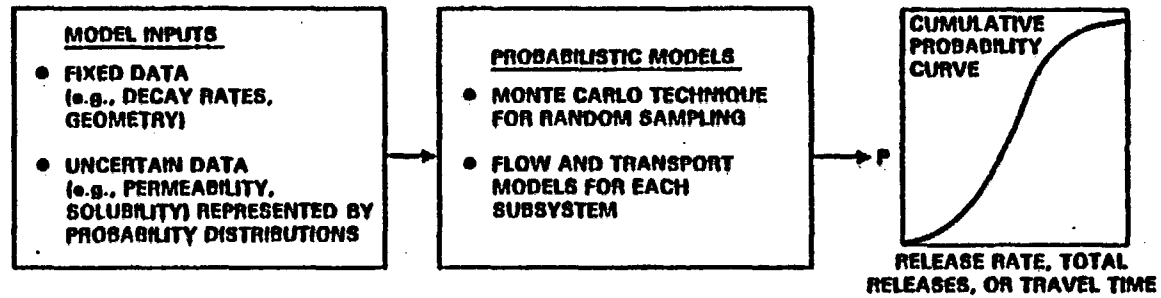 MODEL INPUTS
● FIXED DATA
(e.g., DECAY RATES,
GEOMETRY)
● UNCERTAIN DATA
(e.g., PERMEABILITY,
SOLUBILITY) REPRESENTED BY
PROBABILITY DISTRIBUTIONS
PROBABILISTIC MODELS
● MONTE CARLO TECHNIQUE
FOR RANDOM SAMPLING
● FLOW AND TRANSPORT
MODELS FOR EACH
SUBSYSTEM
P
CUMULATIVE
PROBABILITY
CURVE
RELEASE RATE, TOTAL
RELEASES, OR TRAVEL TIME